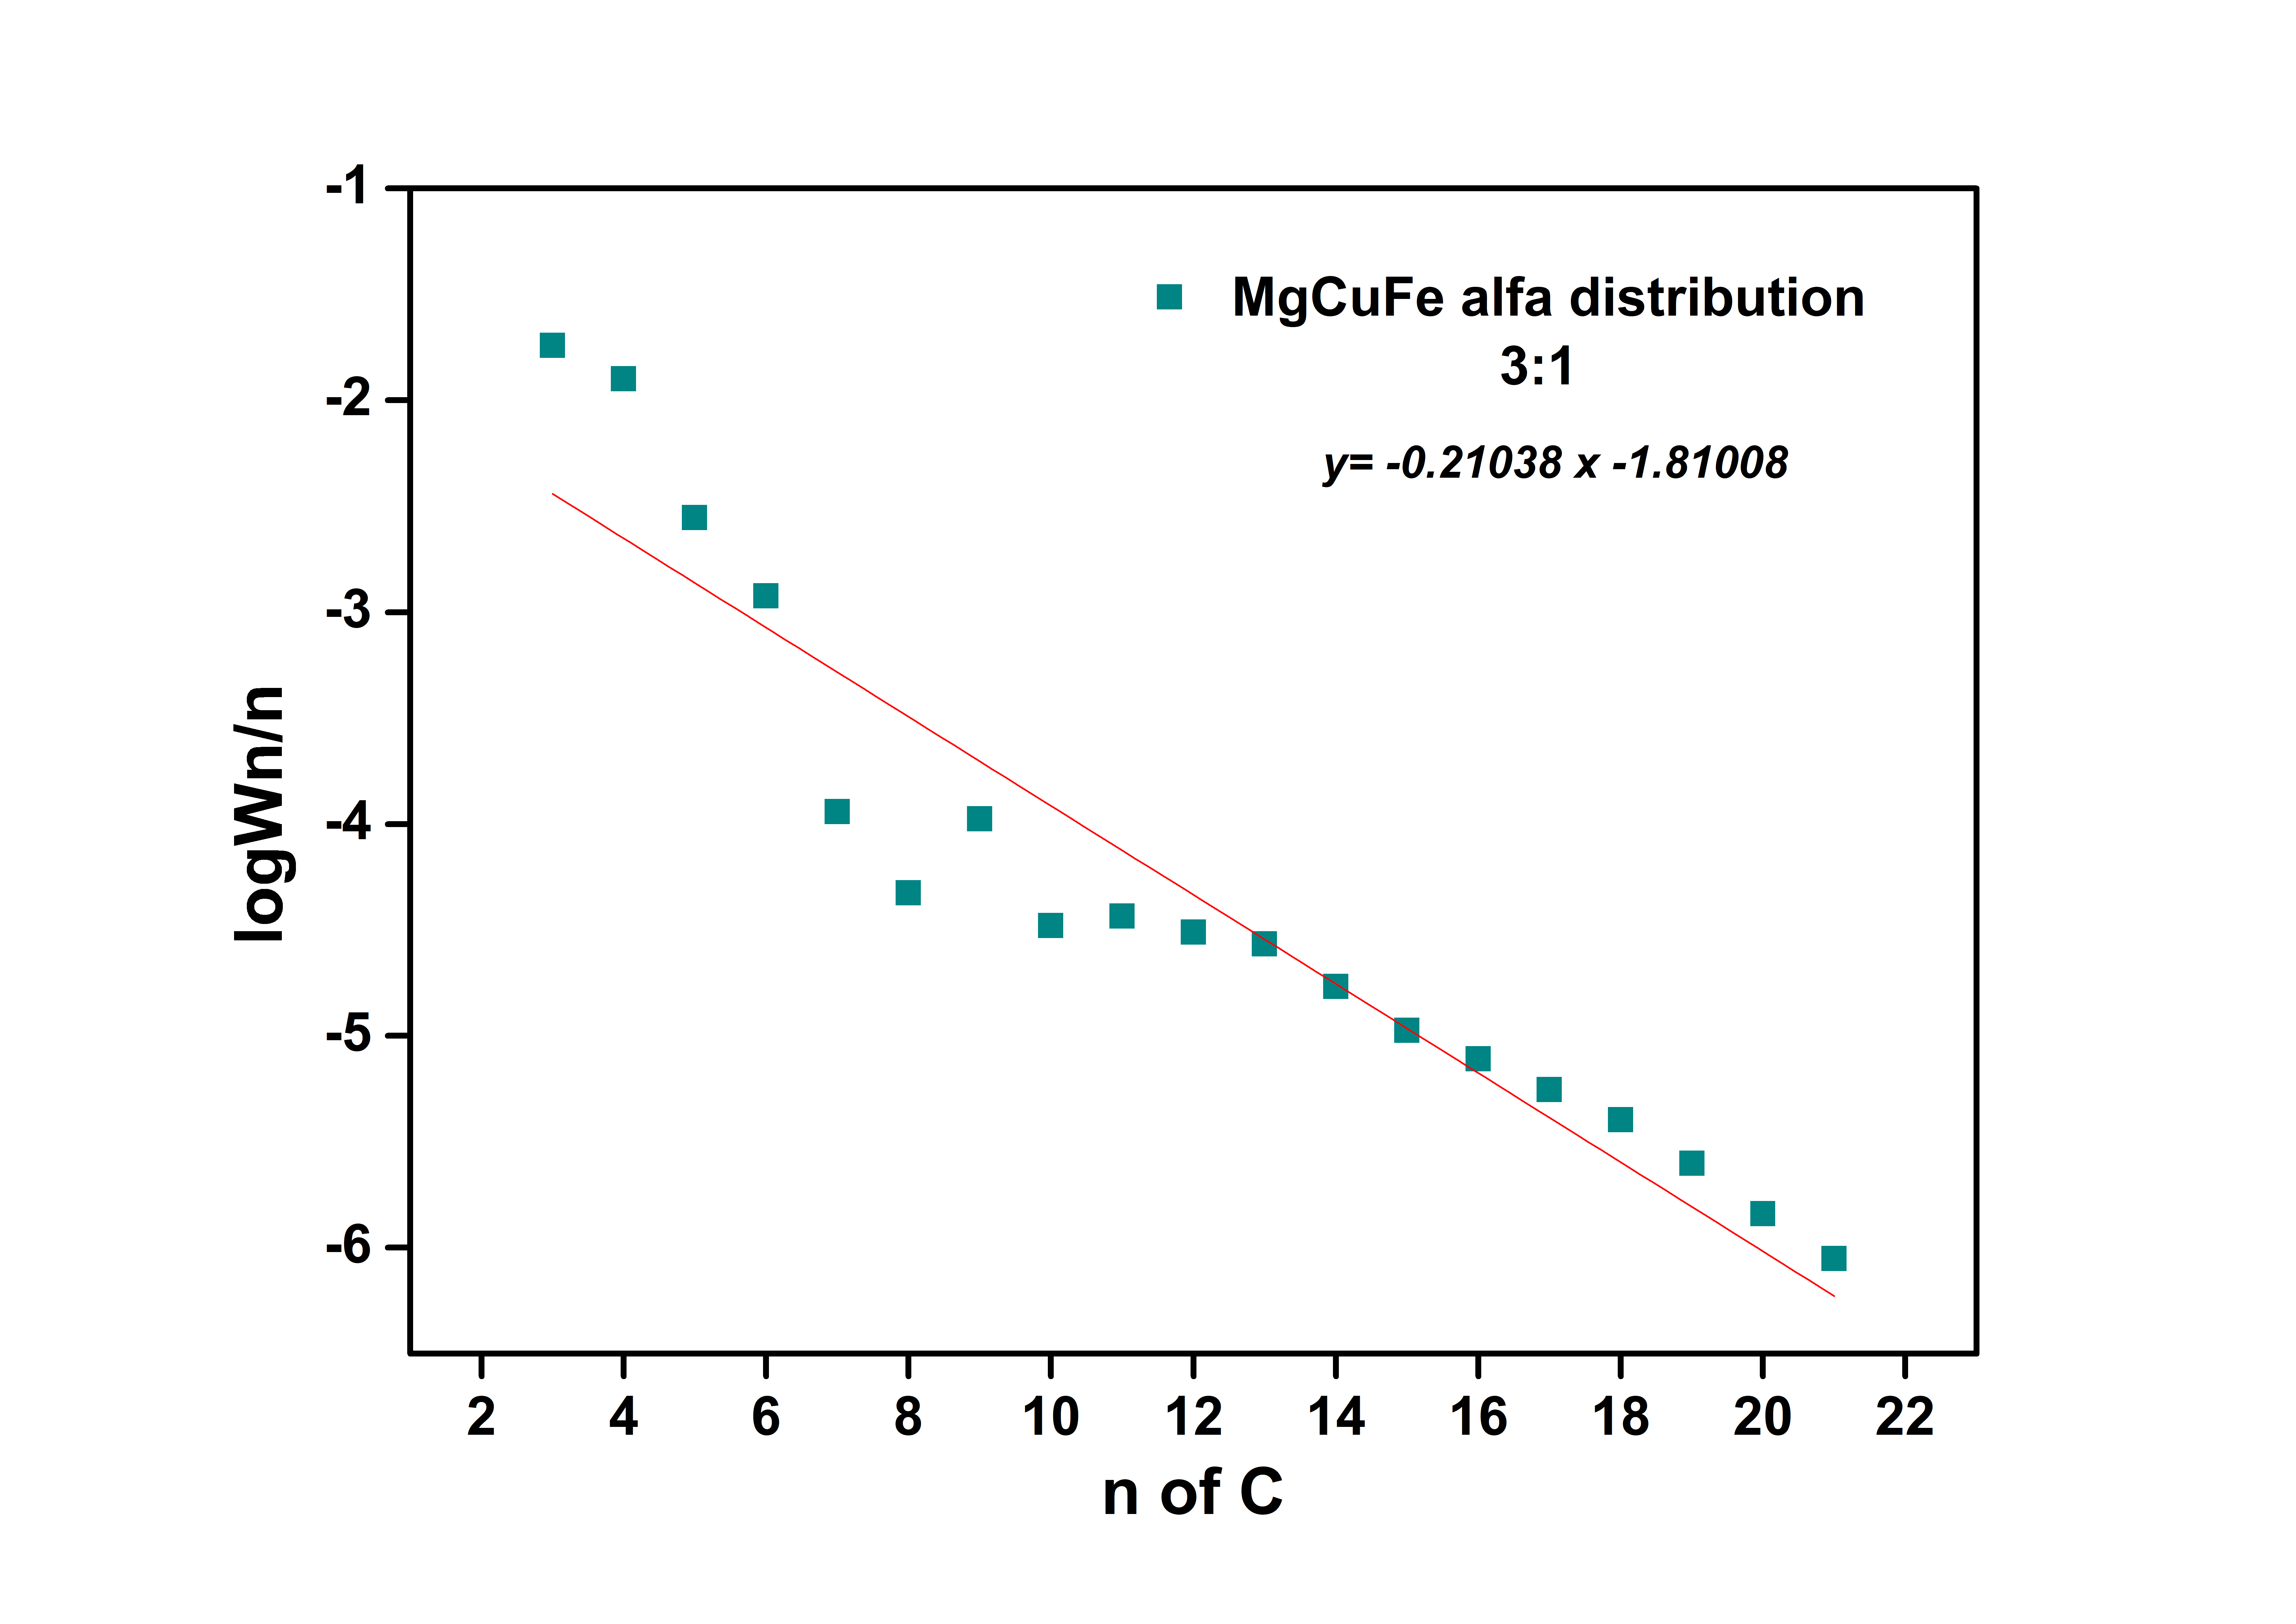 -1
-2
-3
-4
-5
-6
logWn/n
MgCuFe alfa distribution
3:1
y= -0.21038 x -1.81008
2 4 6 8 10 12 14 16 18 20 22
n of C